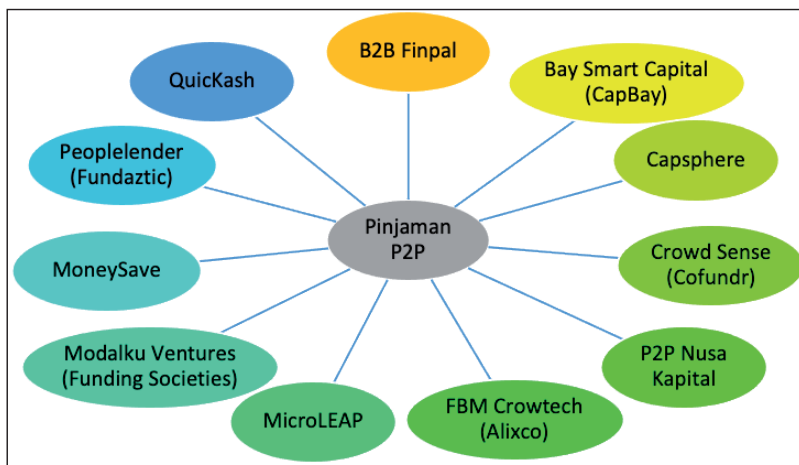 B2B Finpal
Bay Smart Capital
(CapBay)
Capsphere
Crowd Sense
(Cofundr)
P2P Nusa
Kapital
FBM Crowtech
(Alixco)
MicroLEAP
Modalku Ventures
(Funding Societies)
MoneySave
Peoplelender
(Fundaztic)
QuicKash
Pinjaman
P2P